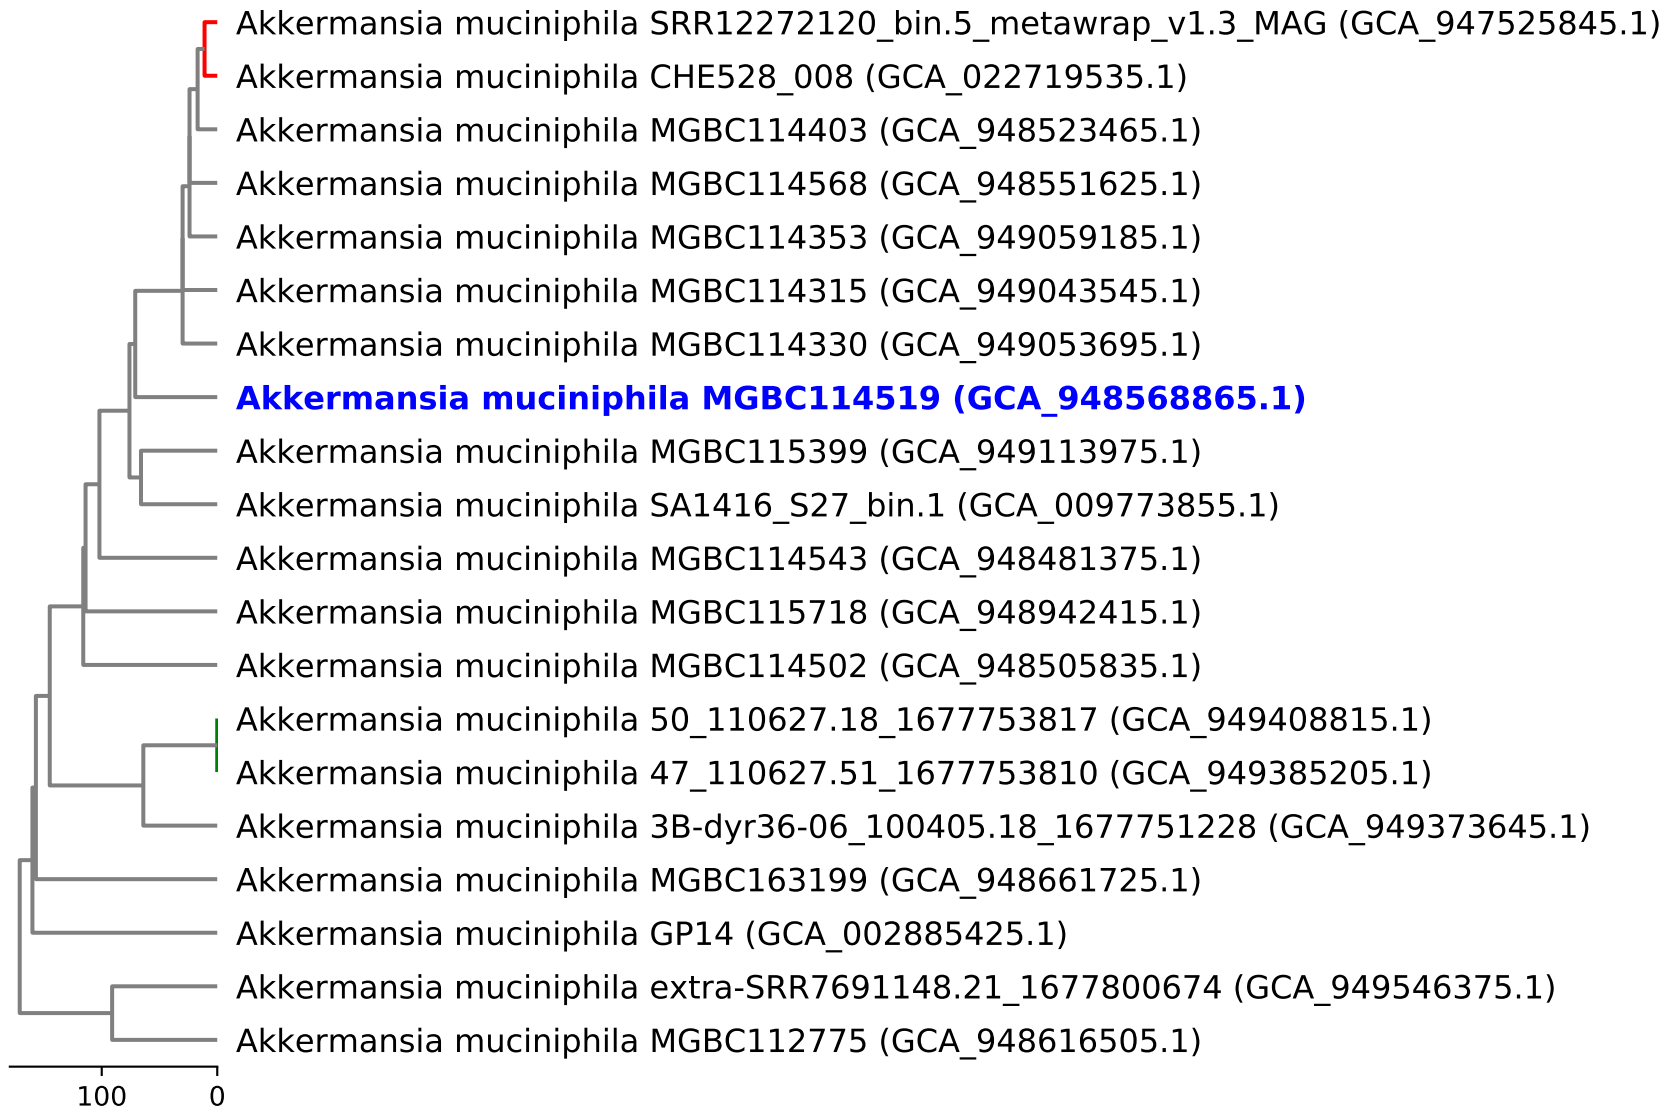 Akkermansia muciniphila SRR12272120_bin.5_metawrap_v1.3_MAG (GCA_947525845.1)
Akkermansia muciniphila CHE528_008 (GCA_022719535.1)
Akkermansia muciniphila MGBC114403 (GCA_948523465.1)
Akkermansia muciniphila MGBC114568 (GCA_948551625.1)
Akkermansia muciniphila MGBC114353 (GCA_949059185.1)
Akkermansia muciniphila MGBC114315 (GCA_949043545.1)
Akkermansia muciniphila MGBC114330 (GCA_949053695.1)
Akkermansia muciniphila MGBC114519 (GCA_948568865.1)
Akkermansia muciniphila MGBC115399 (GCA_949113975.1)
Akkermansia muciniphila SA1416_S27_bin.1 (GCA_009773855.1)
Akkermansia muciniphila MGBC114543 (GCA_948481375.1)
Akkermansia muciniphila MGBC115718 (GCA_948942415.1)
Akkermansia muciniphila MGBC114502 (GCA_948505835.1)
Akkermansia muciniphila 50_110627.18_1677753817 (GCA_949408815.1)
Akkermansia muciniphila 47_110627.51_1677753810 (GCA_949385205.1)
Akkermansia muciniphila 3B-dyr36-06_100405.18_1677751228 (GCA_949373645.1)
Akkermansia muciniphila MGBC163199 (GCA_948661725.1)
Akkermansia muciniphila GP14 (GCA_002885425.1)
Akkermansia muciniphila extra-SRR7691148.21_1677800674 (GCA_949546375.1)
Akkermansia muciniphila MGBC112775 (GCA_948616505.1)
100 0